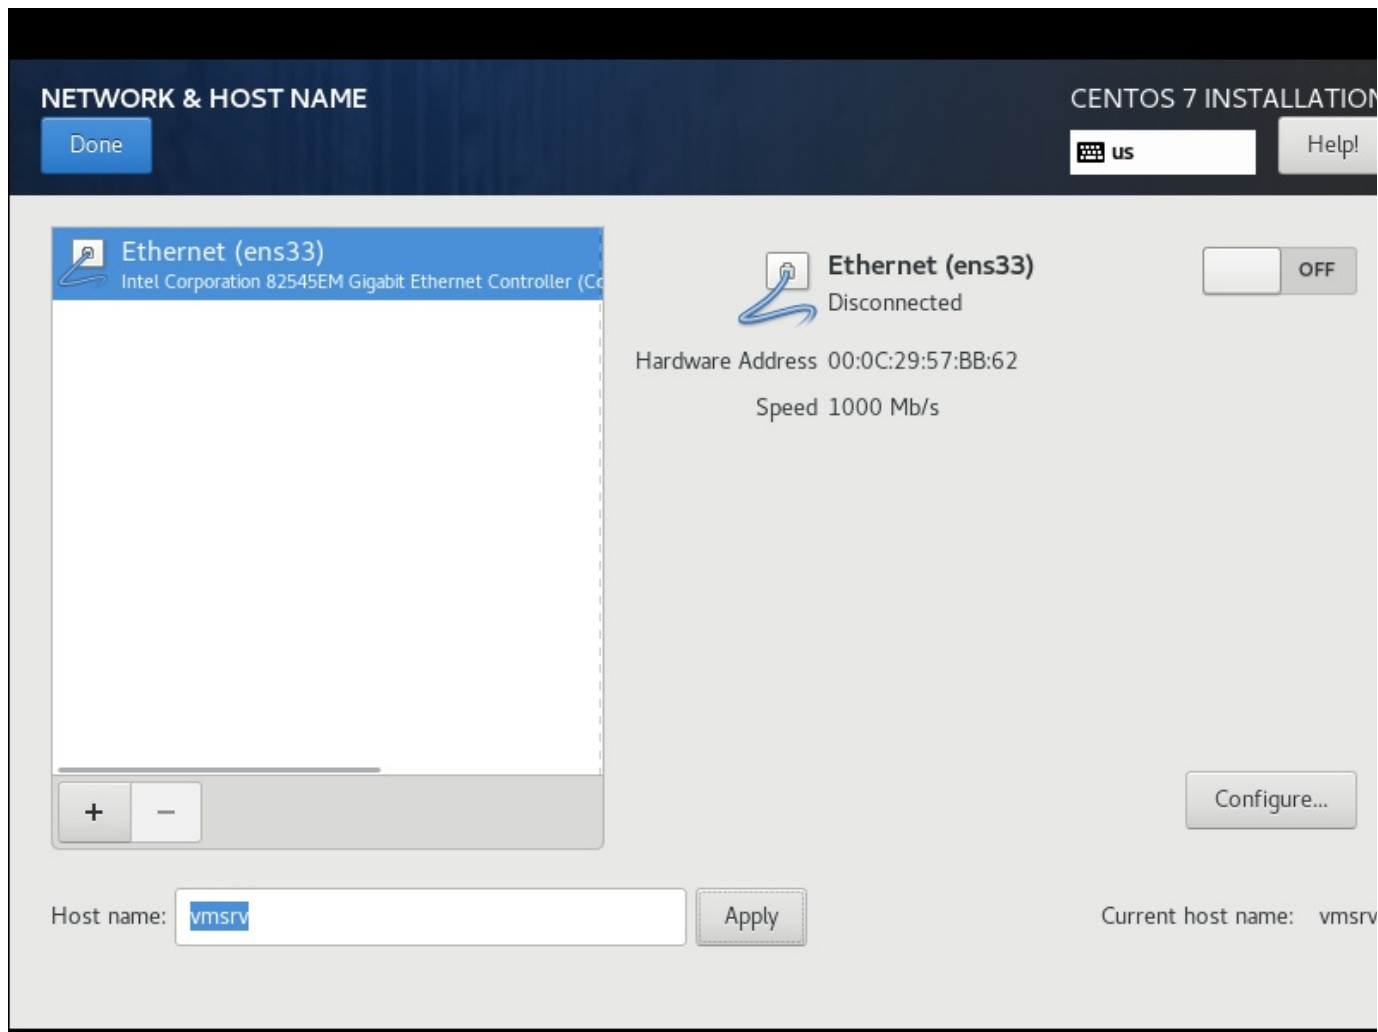 NETWORK & HOST NAME
CENTOS 7 INSTALLATION
Done
us
Help!
Ethernet (ens33)
Intel Corporation 82545EM Gigabit Ethernet Controller (Co
Ethernet (ens33)
OFF
Disconnected
Hardware Address 00:0C:29:57:BB:62
Speed 1000 Mb/s
+ −
Configure...
Host name: vmsrv Apply Current host name: vmsrv